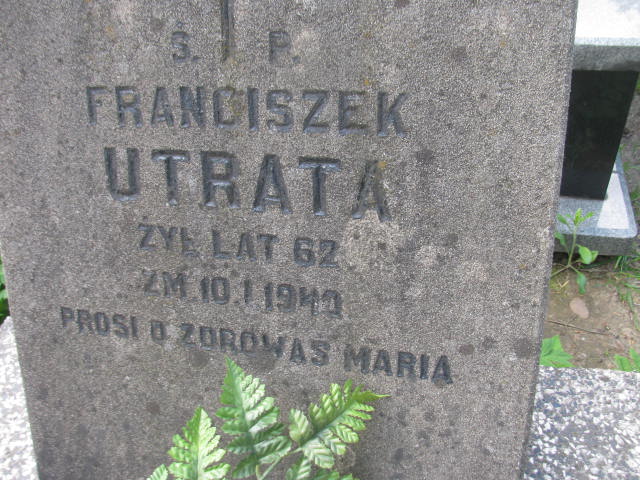 Ś. P.
FRANCISZEK
UTRATA
ŻYŁ LAT 62
ZM 10 I 1940
PROSI O ZDROWAŚ MARIA